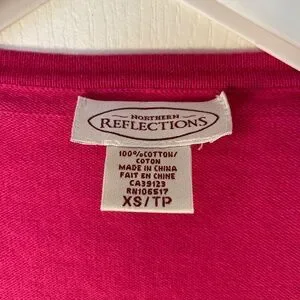 NORTHERN
REFLECTIONS
100%COTTON/
COTON
MADE IN CHINA
FAIT EN CHINE
CA39123
RN106517
XS/TP